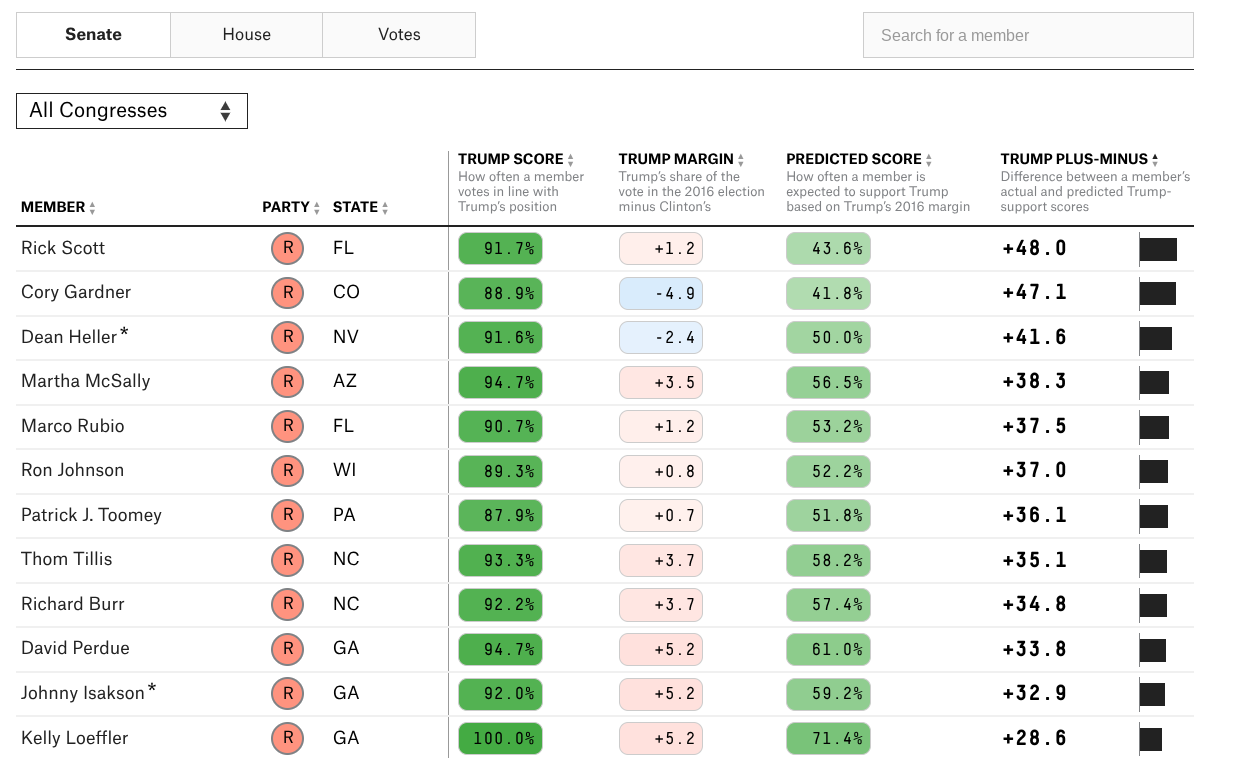 Senate House Votes Search for a member
All Congresses
TRUMP SCORE TRUMP MARGIN PREDICTED SCORE TRUMP PLUS-MINUS
How often a member Trump's share of the How often a member is Difference between a member's
votes in line with vote in the 2016 election expected to support Trump actual and predicted Trump-
Trump's position minus Clinton's based on Trump's 2016 margin support scores
MEMBER PARTY STATE
Rick Scott R FL 91.7% +1.2 43.6% +48.0
Cory Gardner R CO 88.9% -4.9 41.8% +47.1
Dean Heller* R NV 91.6% -2.4 50.0% +41.6
Martha McSally R AZ 94.7% +3.5 56.5% +38.3
Marco Rubio R FL 90.7% +1.2 53.2% +37.5
Ron Johnson R WI 89.3% +0.8 52.2% +37.0
Patrick J. Toomey R PA 87.9% +0.7 51.8% +36.1
Thom Tillis R NC 93.3% +3.7 58.2% +35.1
Richard Burr R NC 92.2% +3.7 57.4% +34.8
David Perdue R GA 94.7% +5.2 61.0% +33.8
Johnny Isakson* R GA 92.0% +5.2 59.2% +32.9
Kelly Loeffler R GA 100.0% +5.2 71.4% +28.6